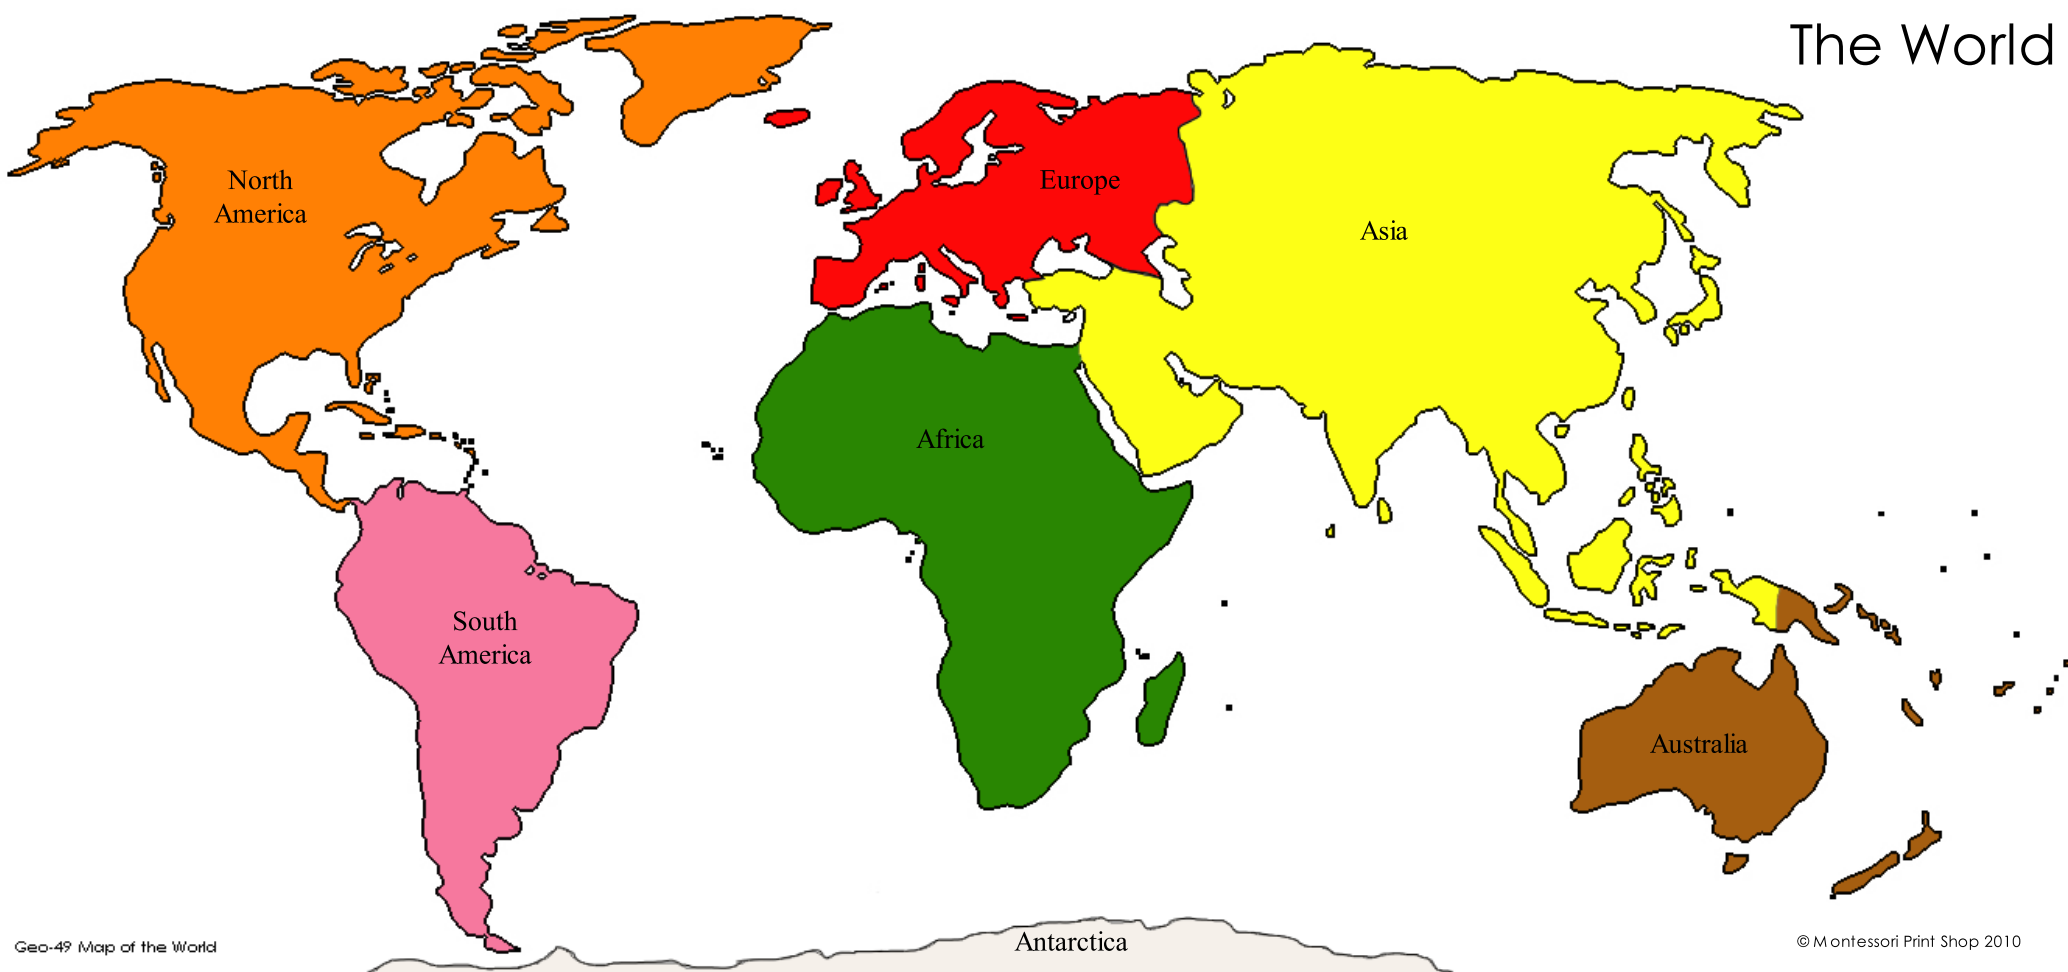 The World
North
America
Europe
Asia
Africa
South
America
Australia
Antarctica
Geo-49 Map of the World
© Montessori Print Shop 2010